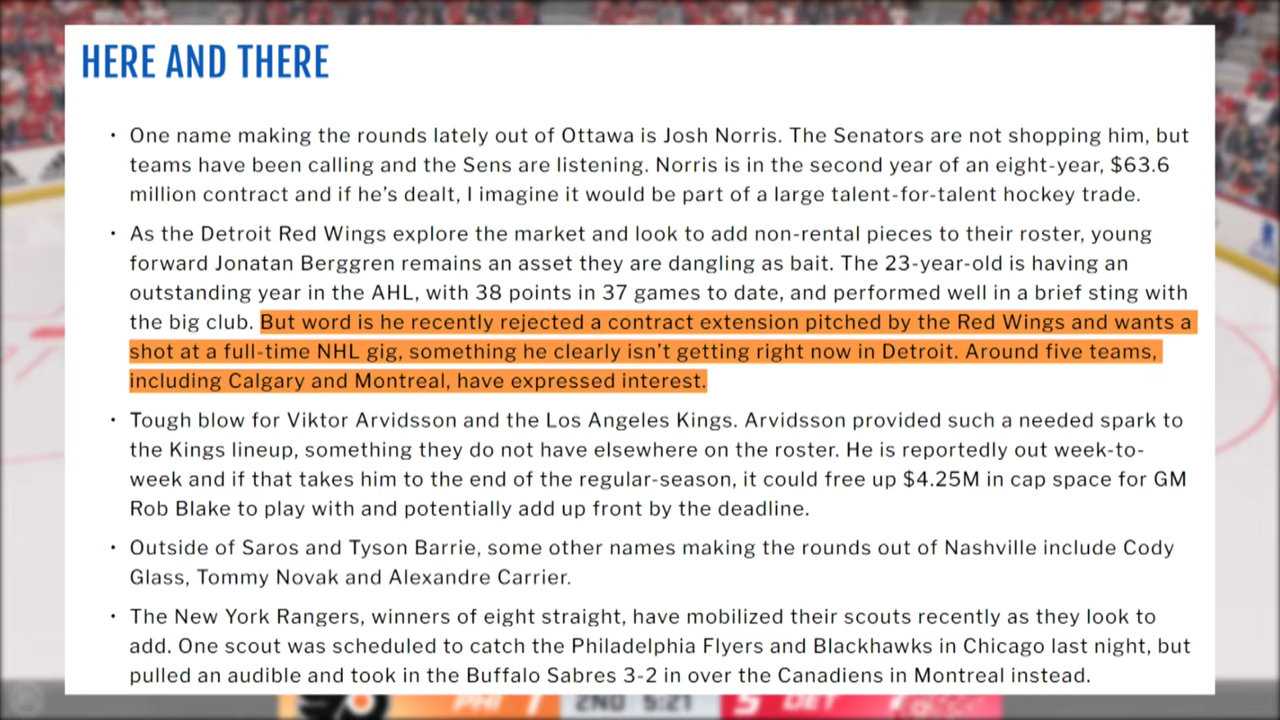 HERE AND THERE
• One name making the rounds lately out of Ottawa is Josh Norris. The Senators are not shopping him, but
teams have been calling and the Sens are listening. Norris is in the second year of an eight-year, $63.6
million contract and if he's dealt, I imagine it would be part of a large talent-for-talent hockey trade.
• As the Detroit Red Wings explore the market and look to add non-rental pieces to their roster, young
forward Jonatan Berggren remains an asset they are dangling as bait. The 23-year-old is having an
outstanding year in the AHL, with 38 points in 37 games to date, and performed well in a brief sting with
the big club. But word is he recently rejected a contract extension pitched by the Red Wings and wants a
shot at a full-time NHL gig, something he clearly isn't getting right now in Detroit. Around five teams,
including Calgary and Montreal, have expressed interest.
• Tough blow for Viktor Arvidsson and the Los Angeles Kings. Arvidsson provided such a needed spark to
the Kings lineup, something they do not have elsewhere on the roster. He is reportedly out week-to-
week and if that takes him to the end of the regular-season, it could free up $4.25M in cap space for GM
Rob Blake to play with and potentially add up front by the deadline.
• Outside of Saros and Tyson Barrie, some other names making the rounds out of Nashville include Cody
Glass, Tommy Novak and Alexandre Carrier.
• The New York Rangers, winners of eight straight, have mobilized their scouts recently as they look to
add. One scout was scheduled to catch the Philadelphia Flyers and Blackhawks in Chicago last night, but
pulled an audible and took in the Buffalo Sabres 3-2 in over the Canadiens in Montreal instead.
PHI 1 2ND 5:21 5 DET